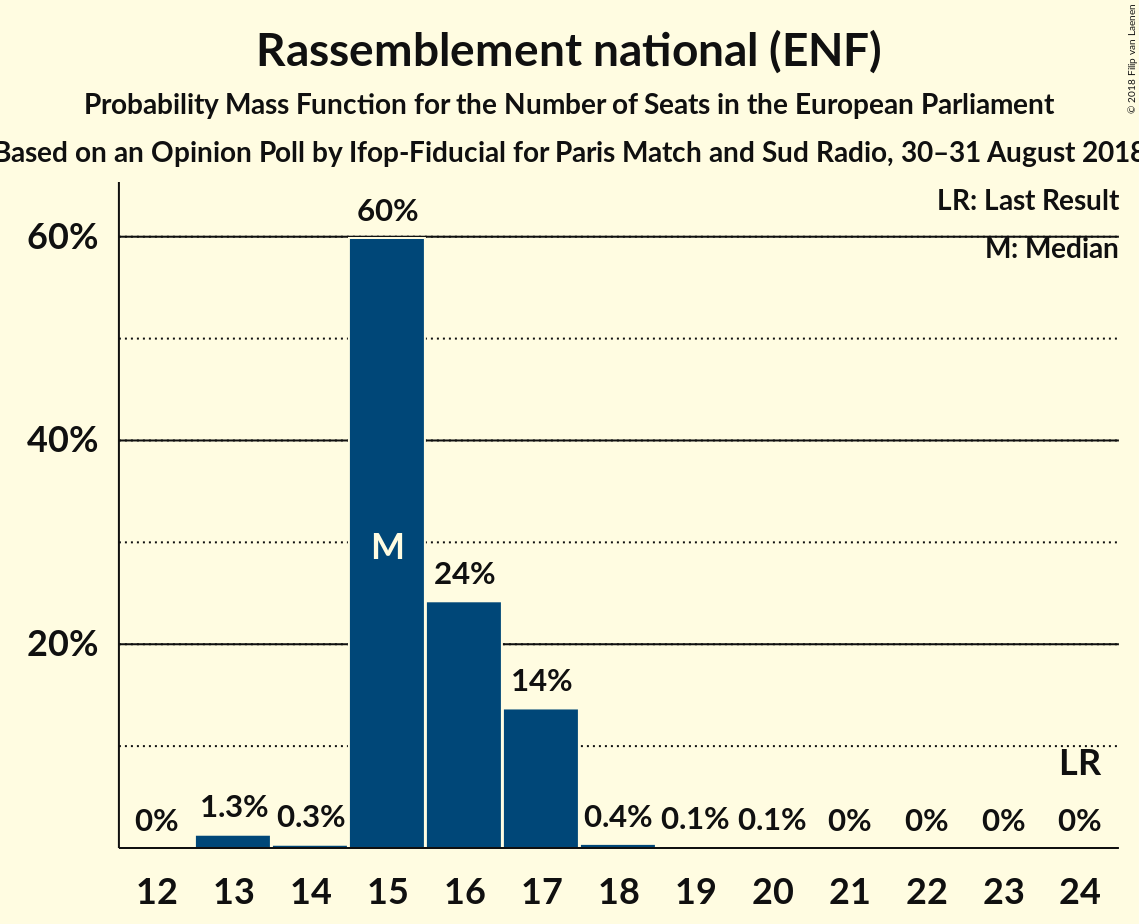 Rassemblement national (ENF)
Probability Mass Function for the Number of Seats in the European Parliament
Based on an Opinion Poll by Ifop-Fiducial for Paris Match and Sud Radio, 30–31 August 2018
© 2018 Filip van Laenen
LR: Last Result
M: Median
60%
40%
20%
0%
1.3%
0.3%
60%
M
24%
14%
0.4%
0.1%
0.1%
0%
0%
0%
LR
0%
12 13 14 15 16 17 18 19 20 21 22 23 24